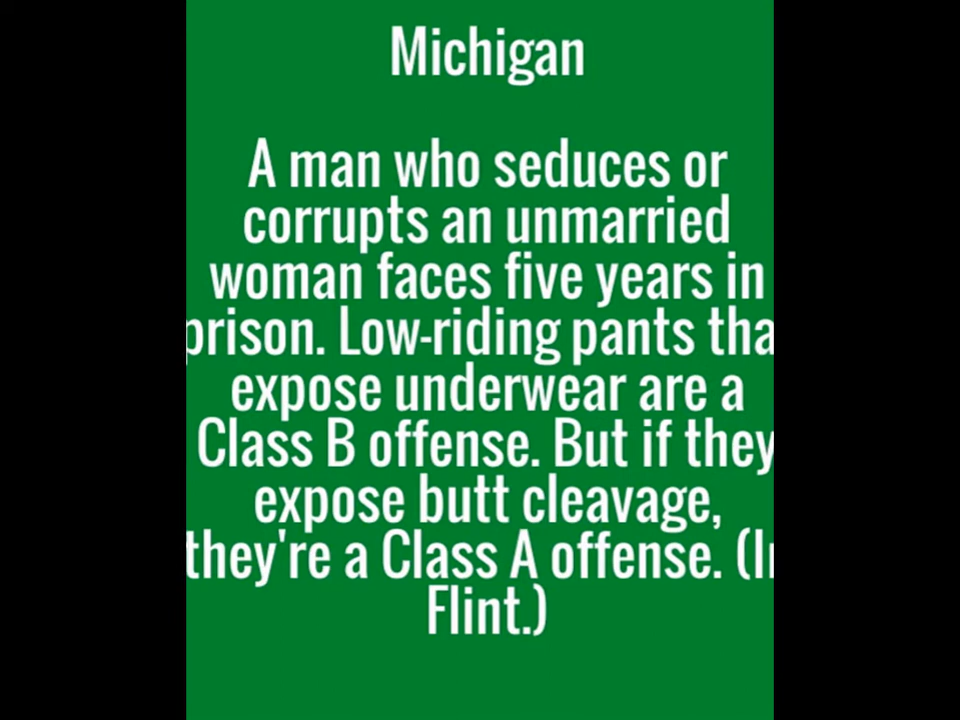 Michigan
A man who seduces or
corrupts an unmarried
woman faces five years in
prison. Low-riding pants tha
expose underwear are a
Class B offense. But if they
expose butt cleavage,
they're a Class A offense. (I
Flint.)